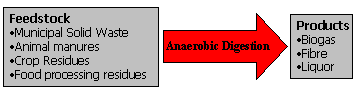 Feedstock
•Municipal Solid Waste
•Animal manures
•Crop Residues
•Food processing residues
Anaerobic Digestion
Products
•Biogas
•Fibre
•Liquor